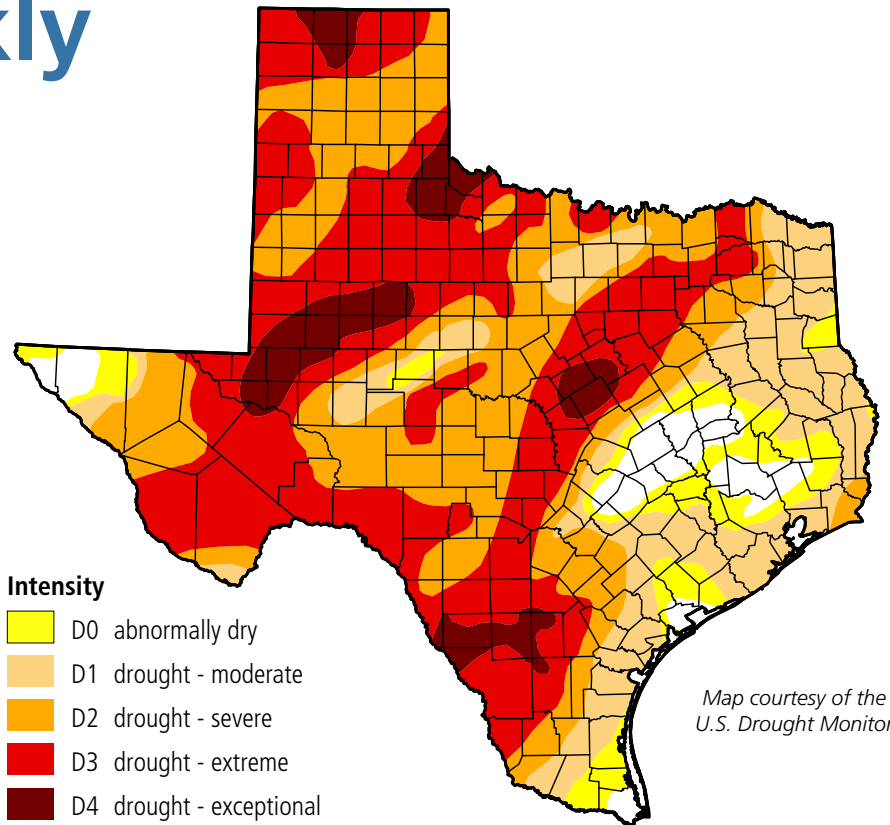 kly
Intensity
D0 abnormally dry
D1 drought - moderate
D2 drought - severe
D3 drought - extreme
D4 drought - exceptional
Map courtesy of the
U.S. Drought Monitor